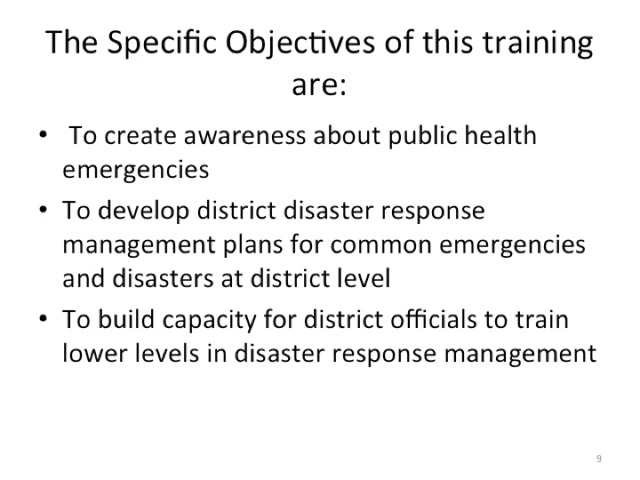 The Specific Objectives of this training
are:
• To create awareness about public health
emergencies
• To develop district disaster response
management plans for common emergencies
and disasters at district level
• To build capacity for district officials to train
lower levels in disaster response management
9